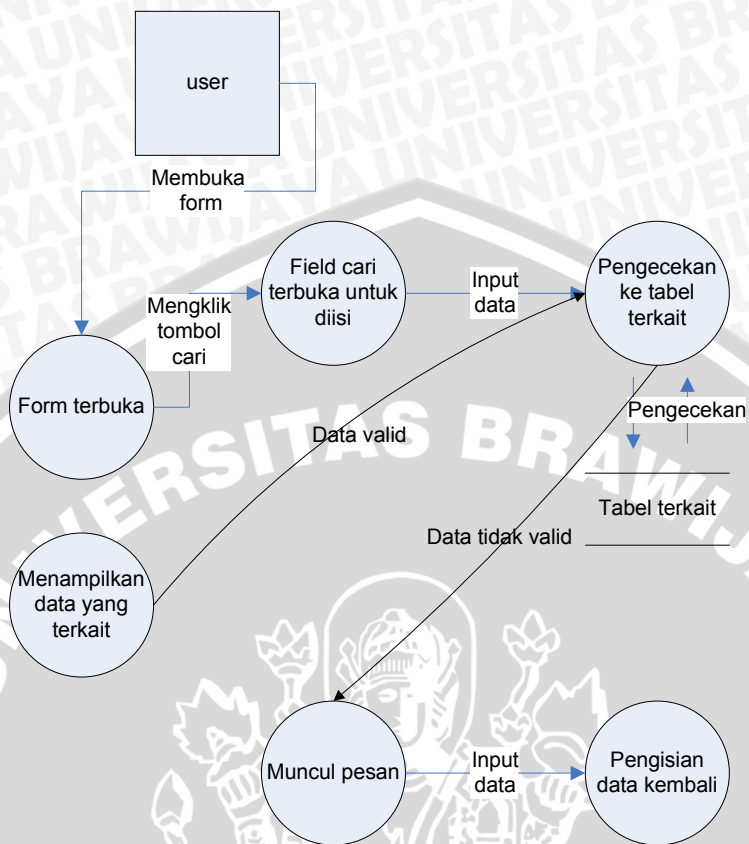 user
Membuka
form
Field cari
terbuka untuk
diisi
Input
data
Pengecekan
ke tabel
terkait
Mengklik
tombol
cari
Form terbuka
Pengecekan
Data valid
Tabel terkait
Data tidak valid
Menampilkan
data yang
terkait
Muncul pesan
Input
data
Pengisian
data kembali
UNIVERSITAS BRAWIJAYA